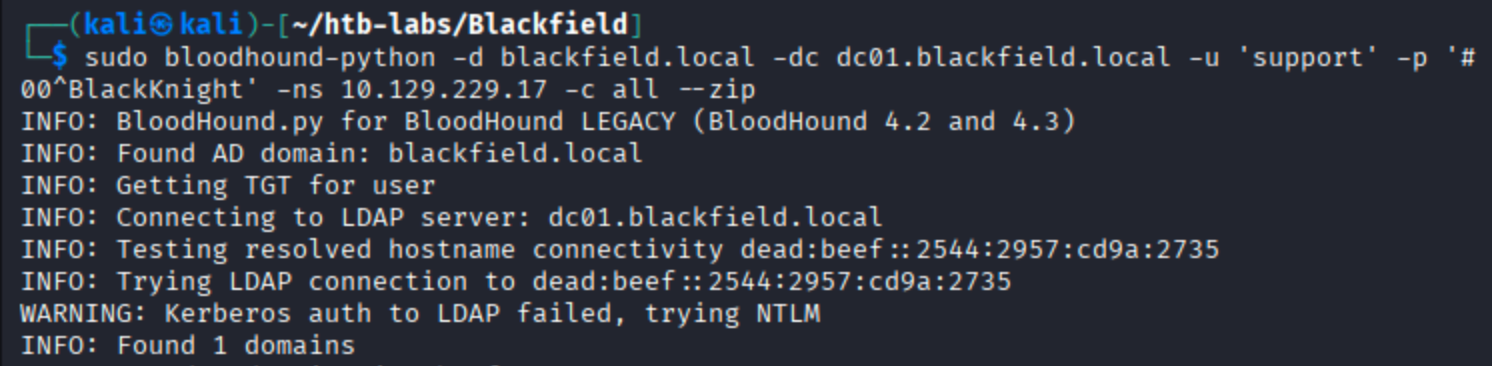 ┌──(kali㉿kali)-[~/htb-labs/Blackfield]
└─$ sudo bloodhound-python -d blackfield.local -dc dc01.blackfield.local -u 'support' -p '#
00^BlackKnight' -ns 10.129.229.17 -c all --zip
INFO: BloodHound.py for BloodHound LEGACY (BloodHound 4.2 and 4.3)
INFO: Found AD domain: blackfield.local
INFO: Getting TGT for user
INFO: Connecting to LDAP server: dc01.blackfield.local
INFO: Testing resolved hostname connectivity dead:beef::2544:2957:cd9a:2735
INFO: Trying LDAP connection to dead:beef::2544:2957:cd9a:2735
WARNING: Kerberos auth to LDAP failed, trying NTLM
INFO: Found 1 domains